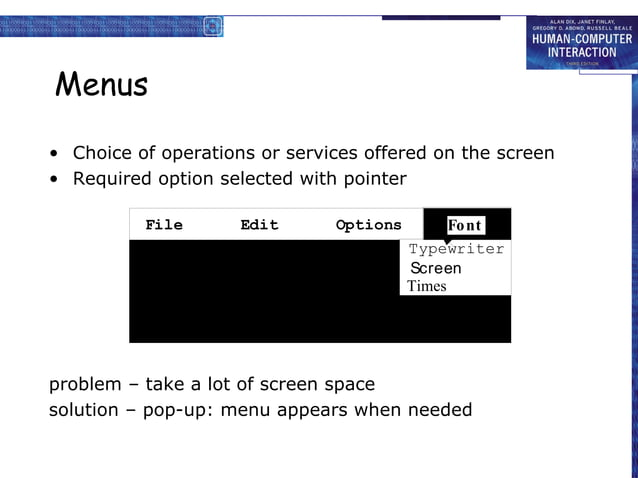 ALAN DIX, JANET FINLAY,
GREGORY D. ABOWD, RUSSELL BEALE
HUMAN-COMPUTER
INTERACTION
THIRD EDITION
Menus
• Choice of operations or services offered on the screen
• Required option selected with pointer
File Edit Options Font
Typewriter
Screen
Times
problem – take a lot of screen space
solution – pop-up: menu appears when needed